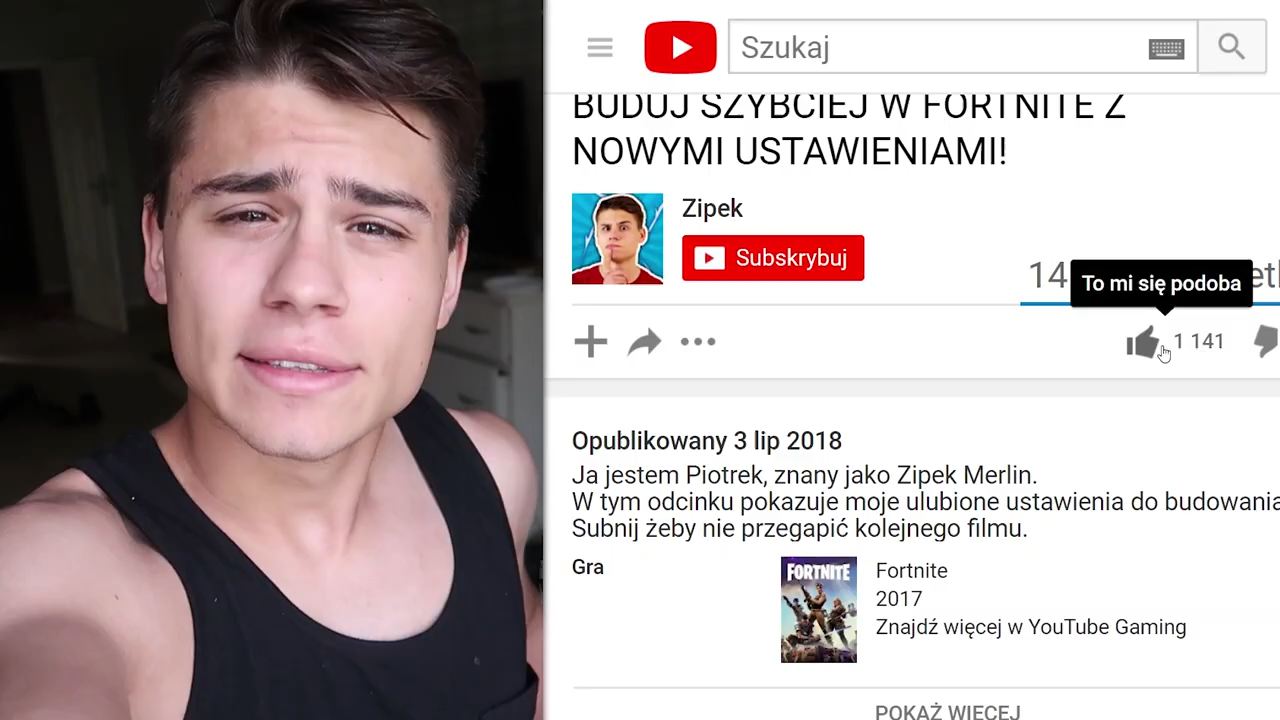 Szukaj
BUDUJ SZYBCIEJ W FORTNITE Z
NOWYMI USTAWIENIAMI!
Zipek
Subskrybuj
14
To mi się podoba
1 141
Opublikowany 3 lip 2018
Ja jestem Piotrek, znany jako Zipek Merlin.
W tym odcinku pokazuje moje ulubione ustawienia do budowania
Subnij żeby nie przegapić kolejnego filmu.
Gra
FORTNITE
Fortnite
2017
Znajdź więcej w YouTube Gaming
POKAŻ WIĘCEJ